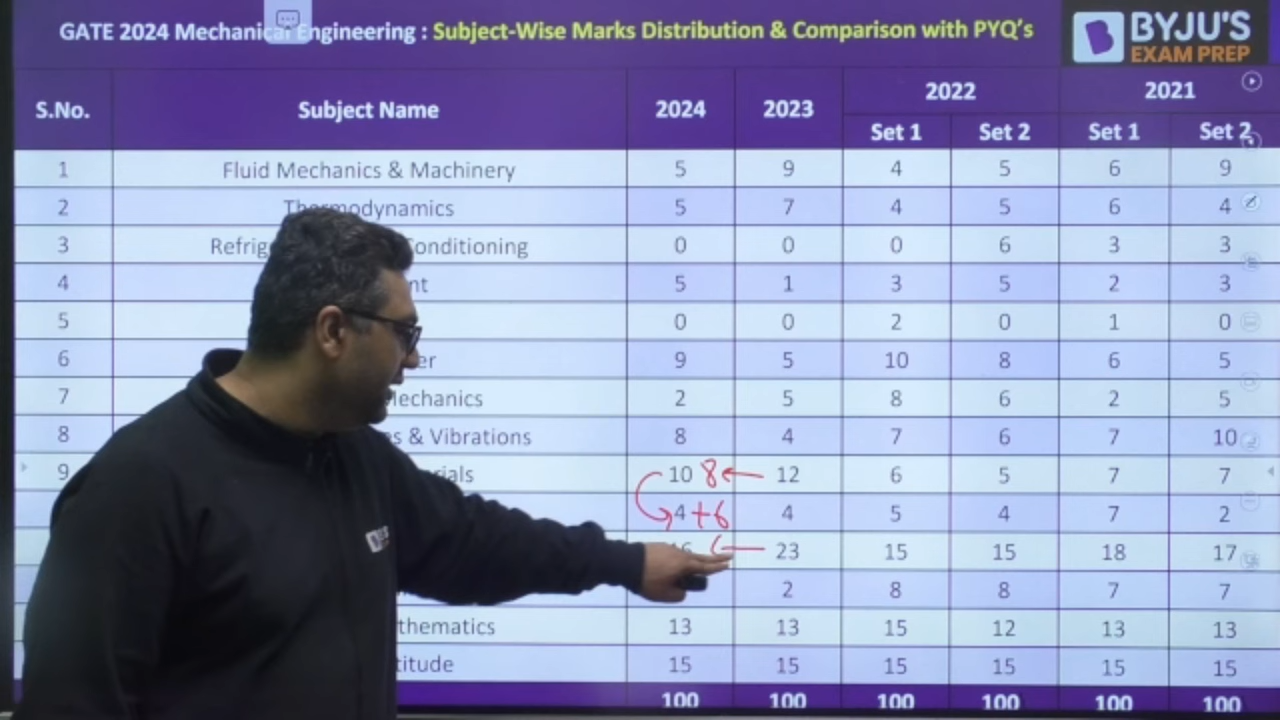 GATE 2024 Mechanical Engineering : Subject-Wise Marks Distribution & Comparison with PYQ's
BYJU'S
EXAM PREP
S.No. Subject Name 2024 2023 2022 2021
Set 1 Set 2 Set 1 Set 2
1 Fluid Mechanics & Machinery 5 9 4 5 6 9
2 Thermodynamics 5 7 4 5 6 4
3 Conditioning 0 0 0 6 3 3
4 5 1 3 5 2 3
5 0 0 2 0 1 0
6 9 5 10 8 6 5
7 Mechanics 2 5 8 6 2 5
8 & Vibrations 8 4 7 6 7 10
9 10 8 12 6 5 7 7
4 +6 4 5 4 7 2
23 15 15 18 17
2 8 8 7 7
13 13 15 12 13 13
15 15 15 15 15 15
100 100 100 100 100 100